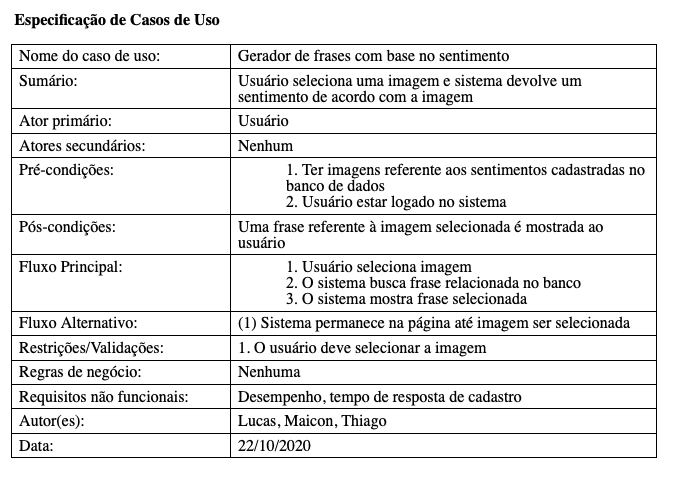 Especificação de Casos de Uso
Nome do caso de uso: Gerador de frases com base no sentimento
Sumário: Usuário seleciona uma imagem e sistema devolve um
sentimento de acordo com a imagem
Ator primário: Usuário
Atores secundários: Nenhum
Pré-condições: 1. Ter imagens referente aos sentimentos cadastradas no
banco de dados
2. Usuário estar logado no sistema
Pós-condições: Uma frase referente à imagem selecionada é mostrada ao
usuário
Fluxo Principal: 1. Usuário seleciona imagem
2. O sistema busca frase relacionada no banco
3. O sistema mostra frase selecionada
Fluxo Alternativo: (1) Sistema permanece na página até imagem ser selecionada
Restrições/Validações: 1. O usuário deve selecionar a imagem
Regras de negócio: Nenhuma
Requisitos não funcionais: Desempenho, tempo de resposta de cadastro
Autor(es): Lucas, Maicon, Thiago
Data: 22/10/2020